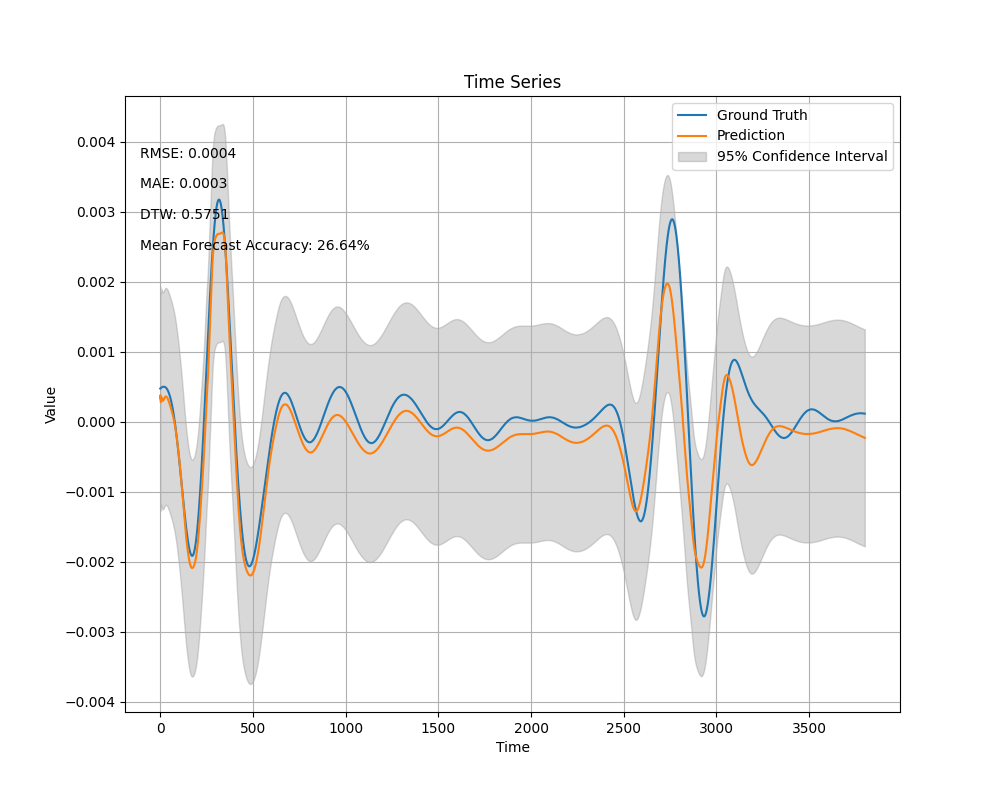 Time Series
Ground Truth
Prediction
95% Confidence Interval
RMSE: 0.0004
MAE: 0.0003
DTW: 0.5751
Mean Forecast Accuracy: 26.64%
Value
0.004
0.003
0.002
0.001
0.000
−0.001
−0.002
−0.003
−0.004
0 500 1000 1500 2000 2500 3000 3500
Time